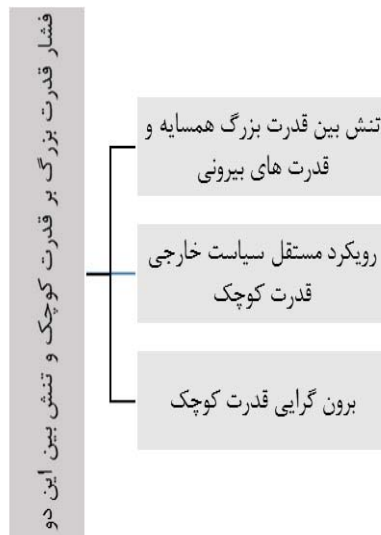 فشار قدرت بزرگ بر قدرت کوچک و تنش بین این دو
تنش بین قدرت بزرگ همسایه و
قدرت های بیرونی
رویکرد مستقل سیاست خارجی
قدرت کوچک
برون گرایی قدرت کوچک